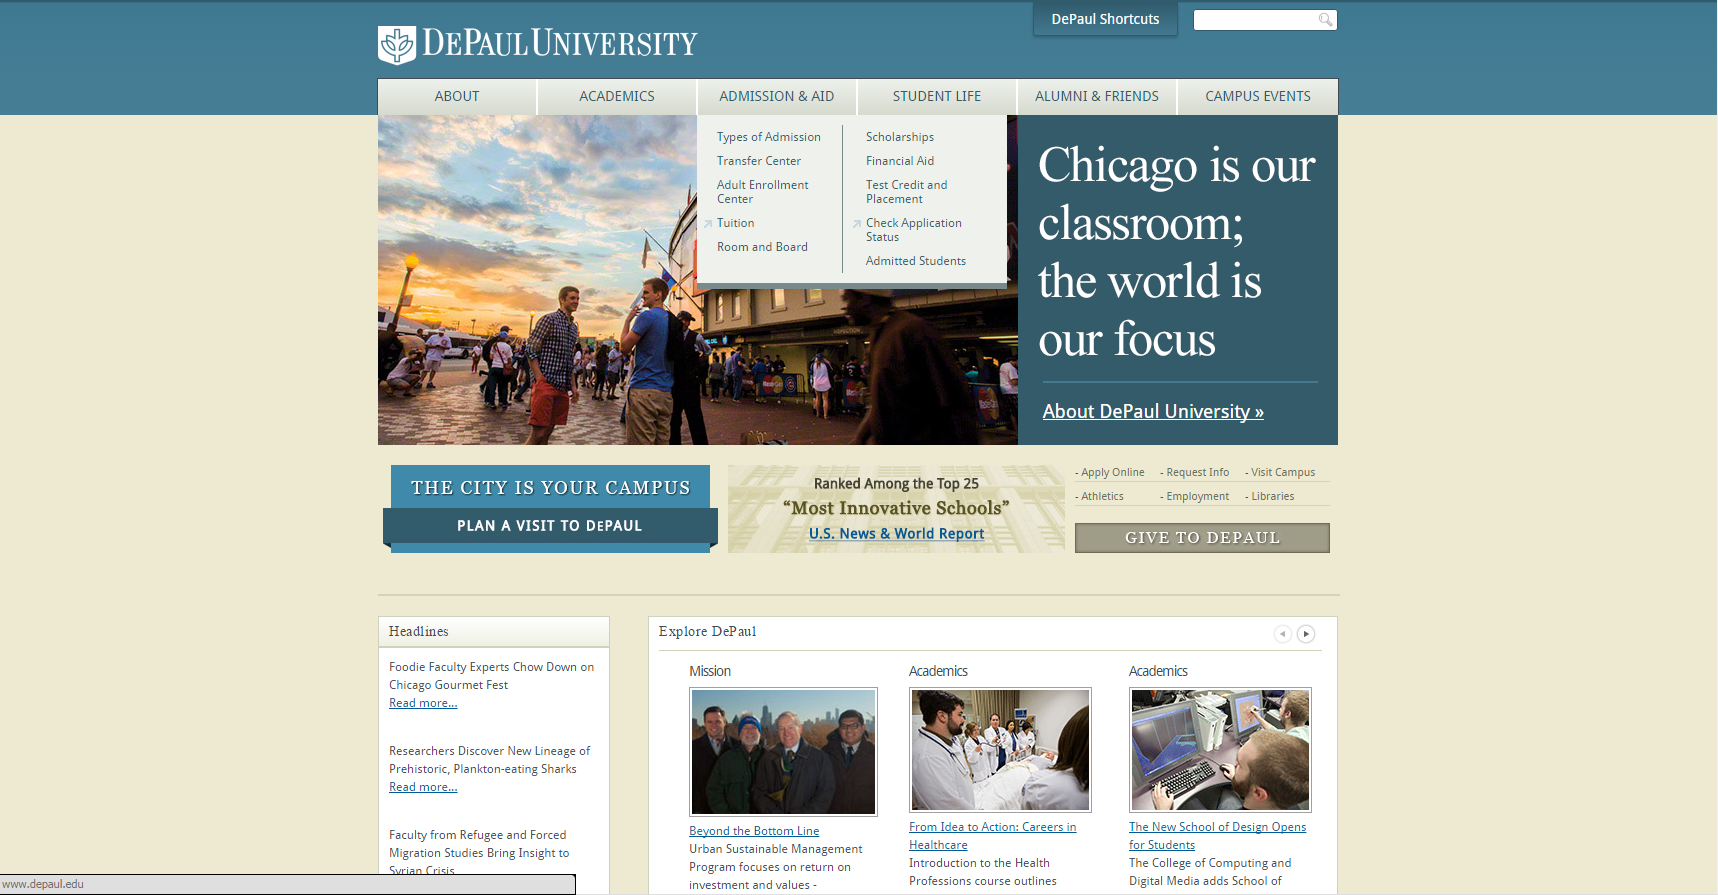 DePaul Shortcuts
DEPAUL UNIVERSITY
ABOUT
ACADEMICS
ADMISSION & AID
STUDENT LIFE
ALUMNI & FRIENDS
CAMPUS EVENTS
Types of Admission
Transfer Center
Adult Enrollment
Center
Tuition
Room and Board
Scholarships
Financial Aid
Test Credit and
Placement
Check Application
Status
Admitted Students
Chicago is our
classroom;
the world is
our focus
About DePaul University »
THE CITY IS YOUR CAMPUS
PLAN A VISIT TO DEPAUL
Ranked Among the Top 25
“Most Innovative Schools”
U.S. News & World Report
- Apply Online - Request Info - Visit Campus
- Athletics - Employment - Libraries
GIVE TO DEPAUL
Headlines
Foodie Faculty Experts Chow Down on
Chicago Gourmet Fest
Read more...
Researchers Discover New Lineage of
Prehistoric, Plankton-eating Sharks
Read more...
Faculty from Refugee and Forced
Migration Studies Bring Insight to
Syrian Crisis
Explore DePaul
Mission
Beyond the Bottom Line
Urban Sustainable Management
Program focuses on return on
investment and values -
Academics
From Idea to Action: Careers in
Healthcare
Introduction to the Health
Professions course outlines
Academics
The New School of Design Opens
for Students
The College of Computing and
Digital Media adds School of
www.depaul.edu